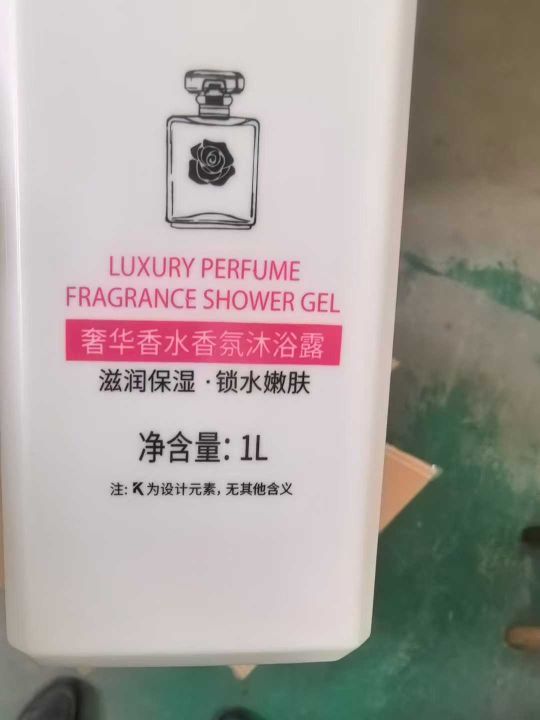 LUXURY PERFUME
FRAGRANCE SHOWER GEL
奢华香水香氛沐浴露
滋润保湿 · 锁水嫩肤
净含量: 1L
注: K 为设计元素, 无其他含义